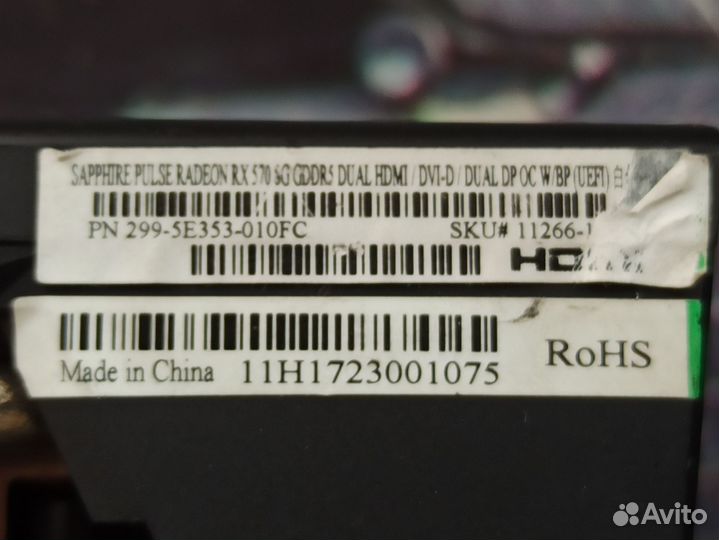 SAPPHIRE PULSE RADEON RX 570 8G GDDR5 DUAL HDMI / DVI-D / DUAL DP OC W/BP (UEFI)
PN 299-5E353-010FC SKU# 11266-
Made in China 11H1723001075 RoHS
Avito